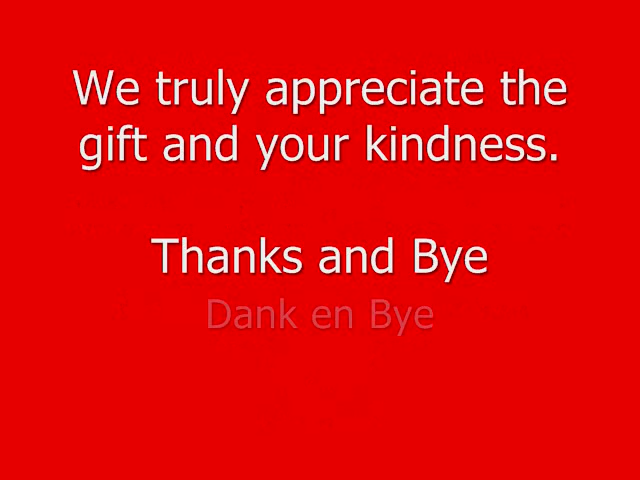 We truly appreciate the
gift and your kindness.
Thanks and Bye
Dank en Bye